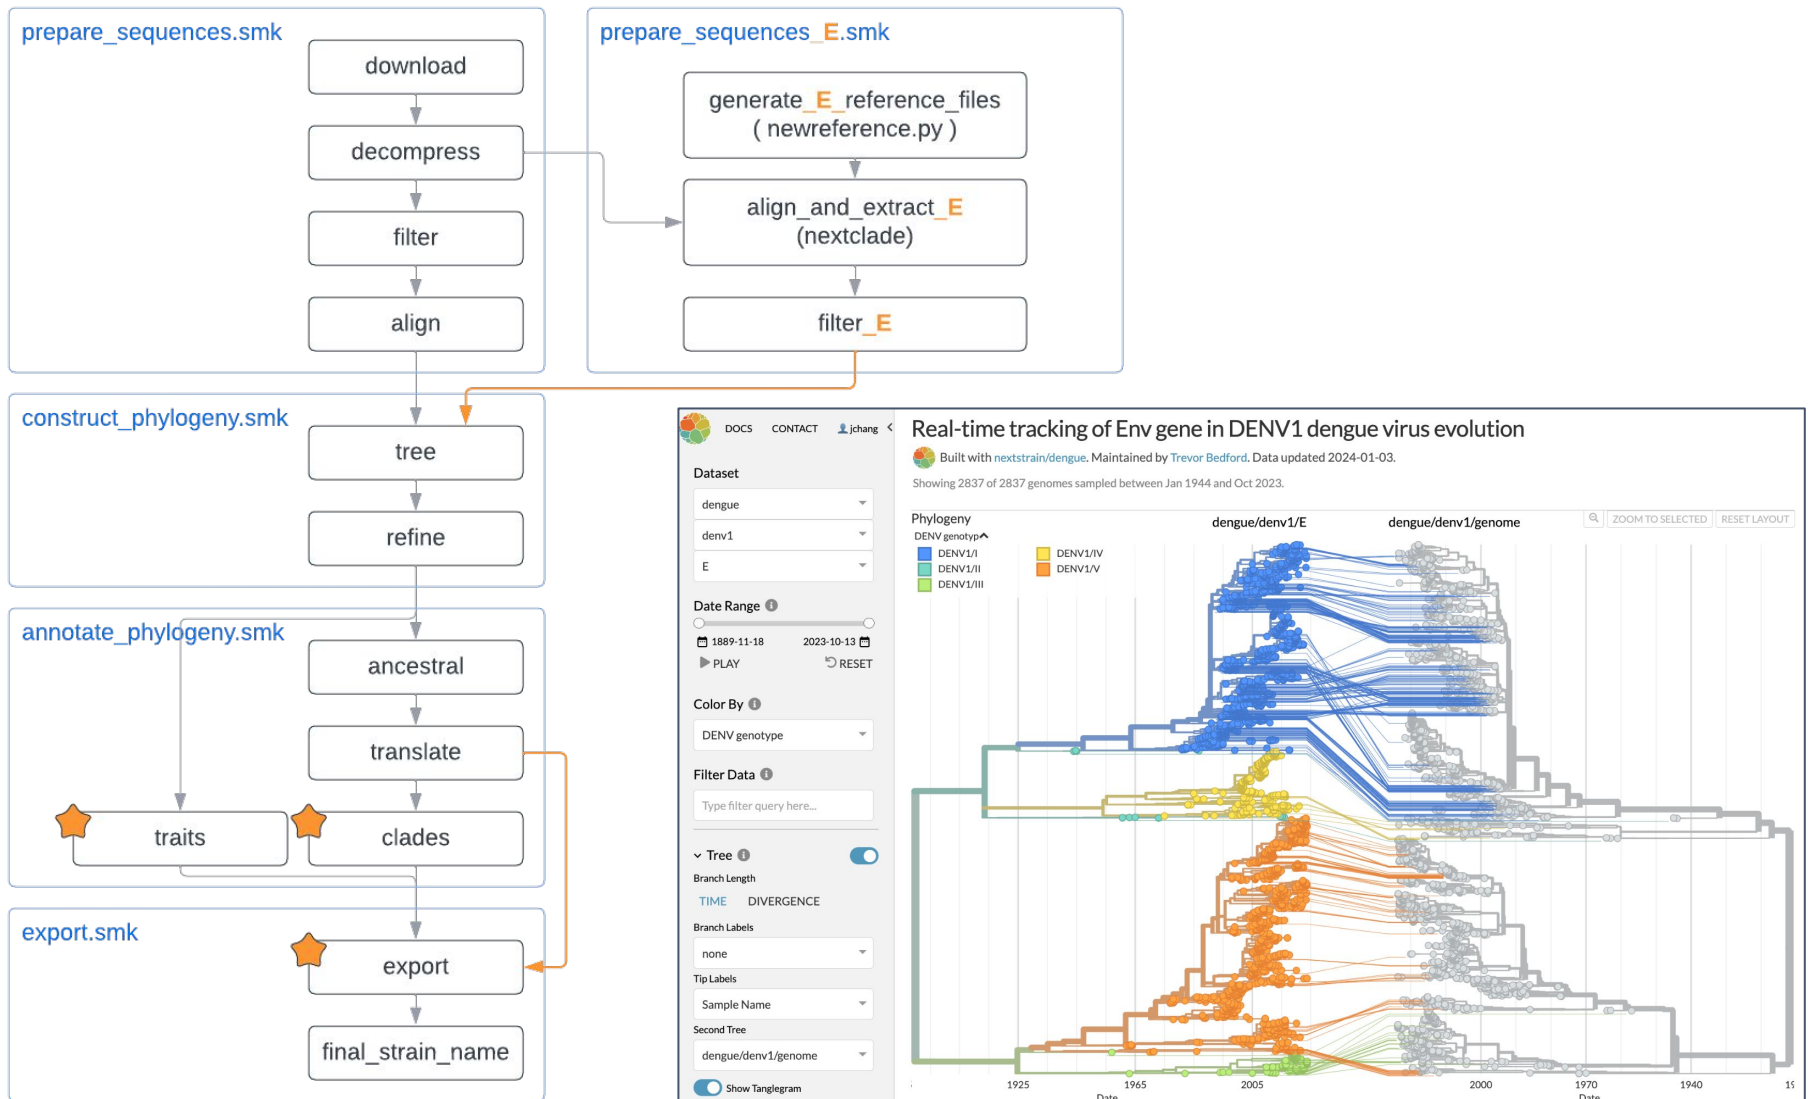 prepare_sequences.smk
download
decompress
filter
align
prepare_sequences_E.smk
generate_E_reference_files
( newreference.py )
align_and_extract_E
(nextclade)
filter_E
construct_phylogeny.smk
tree
refine
annotate_phylogeny.smk
ancestral
translate
traits
clades
export.smk
export
final_strain_name
DOCS CONTACT jchang
Dataset
dengue
denv1
E
Date Range
1889-11-18 2023-10-13
PLAY RESET
Color By
DENV genotype
Filter Data
Type filter query here...
Tree
Branch Length
TIME DIVERGENCE
Branch Labels
none
Tip Labels
Sample Name
Second Tree
dengue/denv1/genome
Show Tanglegram
Real-time tracking of Env gene in DENV1 dengue virus evolution
Built with nextstrain/dengue. Maintained by Trevor Bedford. Data updated 2024-01-03.
Showing 2837 of 2837 genomes sampled between Jan 1944 and Oct 2023.
Phylogeny dengue/denv1/E dengue/denv1/genome ZOOM TO SELECTED RESET LAYOUT
DENV genotyp
DENV1/I DENV1/IV
DENV1/II DENV1/V
DENV1/III
1925 1965 2005 2000 1970 1940
Date Date